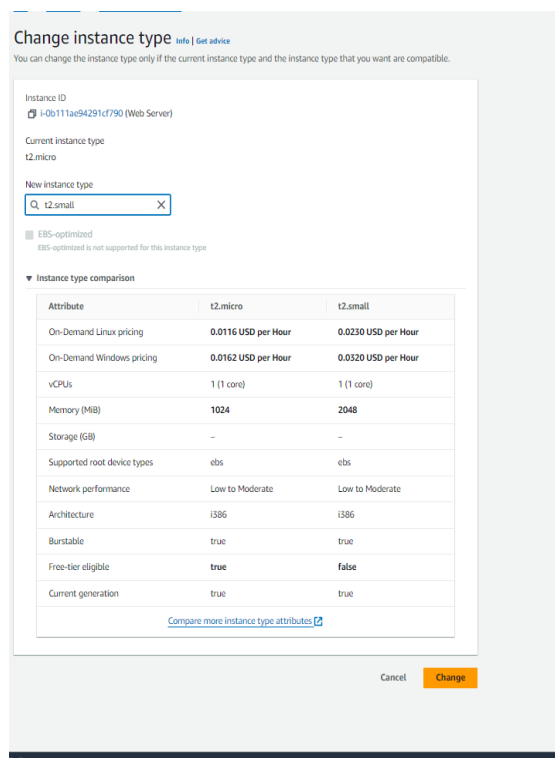 Change instance type Info | Get advice
You can change the instance type only if the current instance type and the instance type that you want are compatible.
Instance ID
i-0b111ae94291cf790 (Web Server)
Current instance type
t2.micro
New instance type
t2.small
EBS-optimized
EBS-optimized is not supported for this instance type
Instance type comparison
Attribute t2.micro t2.small
On-Demand Linux pricing 0.0116 USD per Hour 0.0230 USD per Hour
On-Demand Windows pricing 0.0162 USD per Hour 0.0320 USD per Hour
vCPUs 1 (1 core) 1 (1 core)
Memory (MiB) 1024 2048
Storage (GB) – –
Supported root device types ebs ebs
Network performance Low to Moderate Low to Moderate
Architecture i386 i386
Burstable true true
Free-tier eligible true false
Current generation true true
Compare more instance type attributes
Cancel Change